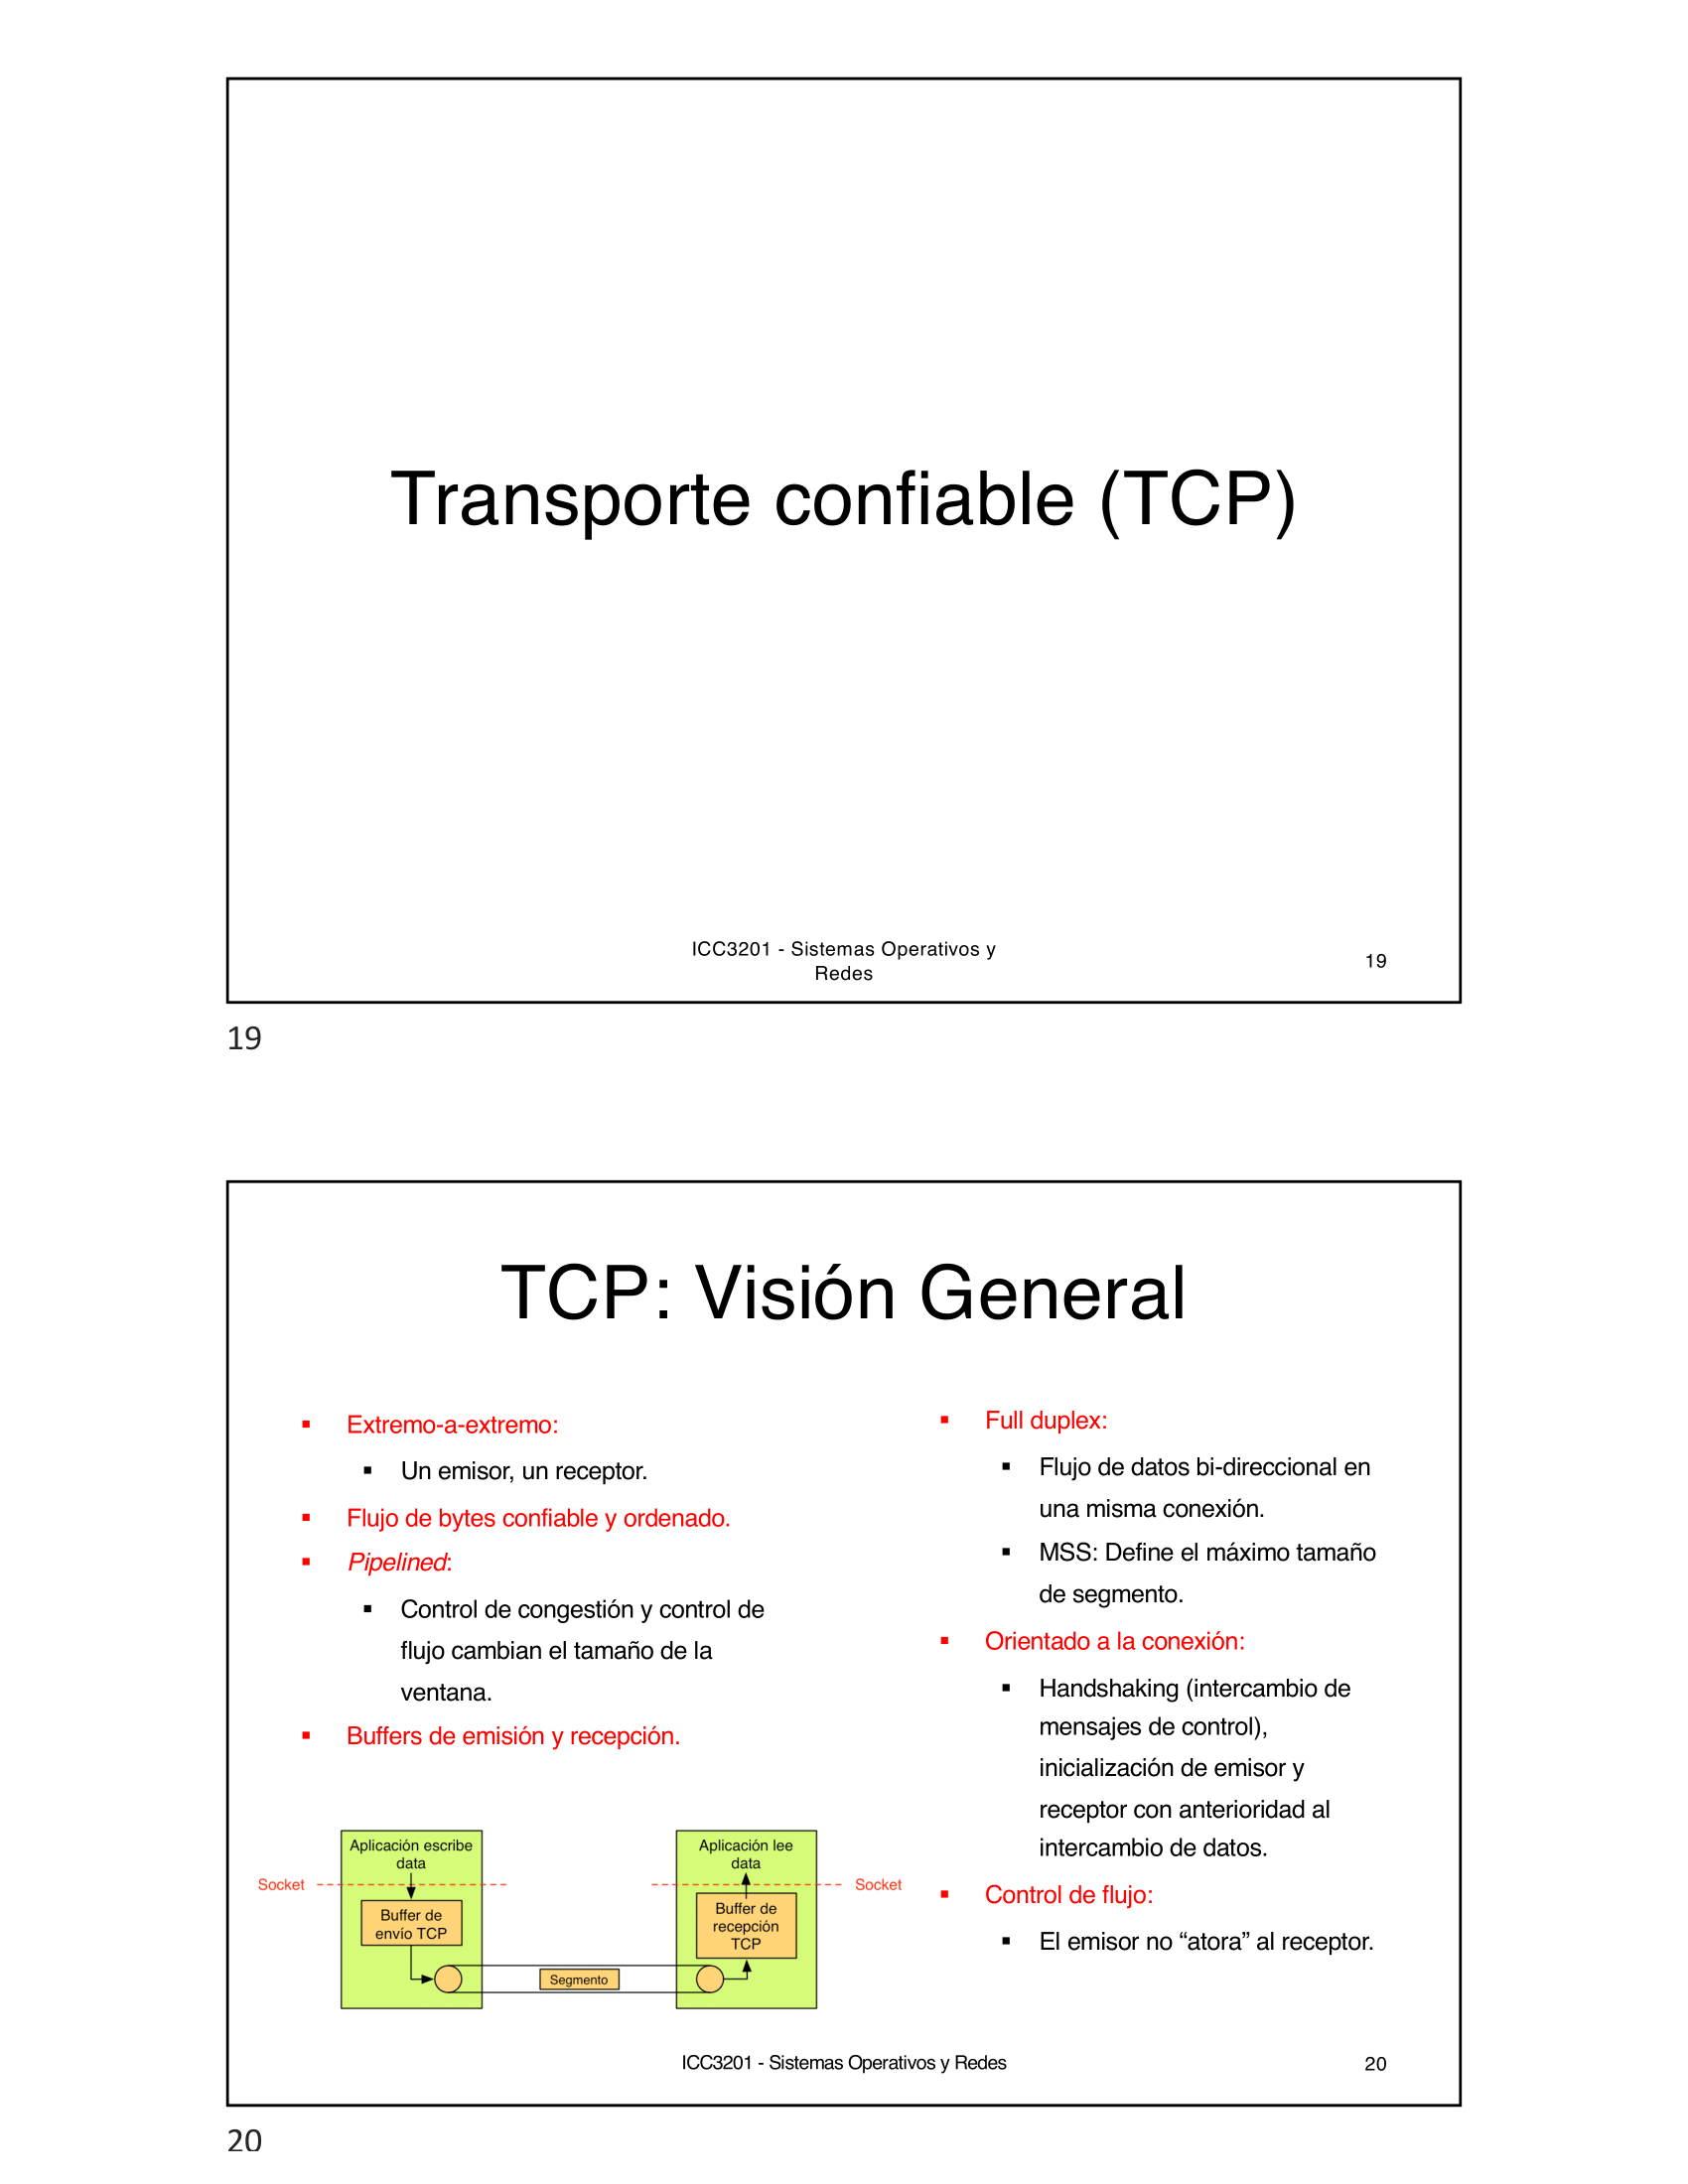 Transporte confiable (TCP)
ICC3201 - Sistemas Operativos y
Redes
19
19
TCP: Visión General
▪ Extremo-a-extremo:
▪ Un emisor, un receptor.
▪ Flujo de bytes confiable y ordenado.
▪ Pipelined:
▪ Control de congestión y control de
flujo cambian el tamaño de la
ventana.
▪ Buffers de emisión y recepción.
Aplicación escribe
data
Socket
Buffer de
envío TCP
Segmento
Aplicación lee
data
Socket
Buffer de
recepción
TCP
▪ Full duplex:
▪ Flujo de datos bi-direccional en
una misma conexión.
▪ MSS: Define el máximo tamaño
de segmento.
▪ Orientado a la conexión:
▪ Handshaking (intercambio de
mensajes de control),
inicialización de emisor y
receptor con anterioridad al
intercambio de datos.
▪ Control de flujo:
▪ El emisor no “atora” al receptor.
ICC3201 - Sistemas Operativos y Redes
20
20